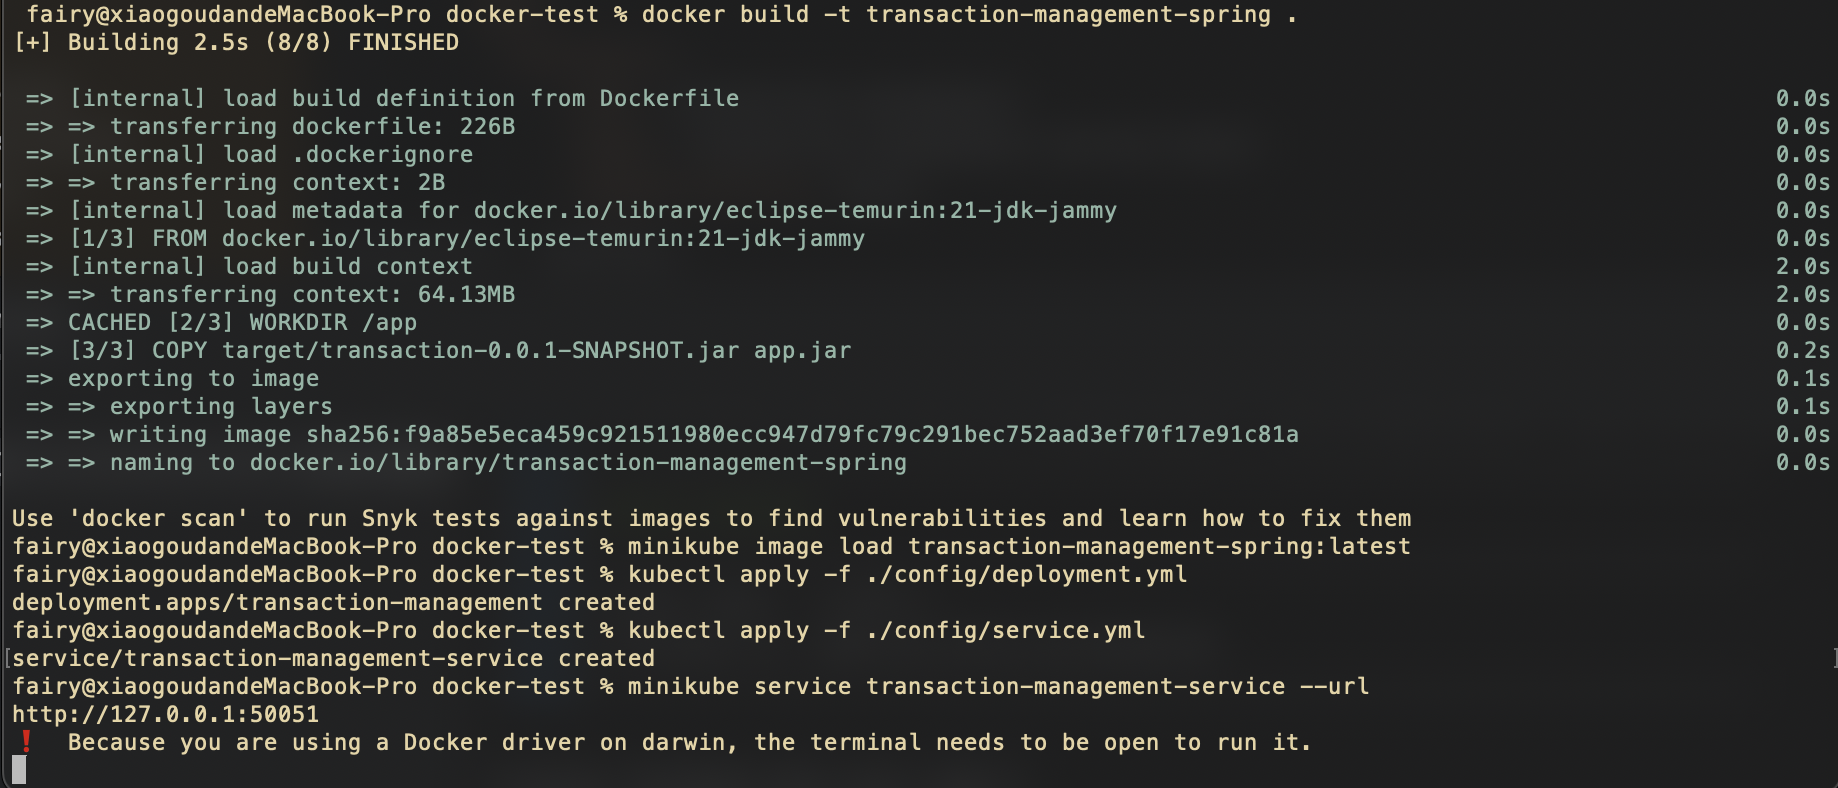 fairy@xiaogoudandeMacBook-Pro docker-test % docker build -t transaction-management-spring .
[+] Building 2.5s (8/8) FINISHED
=> [internal] load build definition from Dockerfile 0.0s
=> => transferring dockerfile: 226B 0.0s
=> [internal] load .dockerignore 0.0s
=> => transferring context: 2B 0.0s
=> [internal] load metadata for docker.io/library/eclipse-temurin:21-jdk-jammy 0.0s
=> [1/3] FROM docker.io/library/eclipse-temurin:21-jdk-jammy 0.0s
=> [internal] load build context 2.0s
=> => transferring context: 64.13MB 2.0s
=> CACHED [2/3] WORKDIR /app 0.0s
=> [3/3] COPY target/transaction-0.0.1-SNAPSHOT.jar app.jar 0.2s
=> exporting to image 0.1s
=> => exporting layers 0.1s
=> => writing image sha256:f9a85e5eca459c921511980ecc947d79fc79c291bec752aad3ef70f17e91c81a 0.0s
=> => naming to docker.io/library/transaction-management-spring 0.0s
Use 'docker scan' to run Snyk tests against images to find vulnerabilities and learn how to fix them
fairy@xiaogoudandeMacBook-Pro docker-test % minikube image load transaction-management-spring:latest
fairy@xiaogoudandeMacBook-Pro docker-test % kubectl apply -f ./config/deployment.yml
deployment.apps/transaction-management created
fairy@xiaogoudandeMacBook-Pro docker-test % kubectl apply -f ./config/service.yml
[service/transaction-management-service created ]
fairy@xiaogoudandeMacBook-Pro docker-test % minikube service transaction-management-service --url
http://127.0.0.1:50051
❗ Because you are using a Docker driver on darwin, the terminal needs to be open to run it.